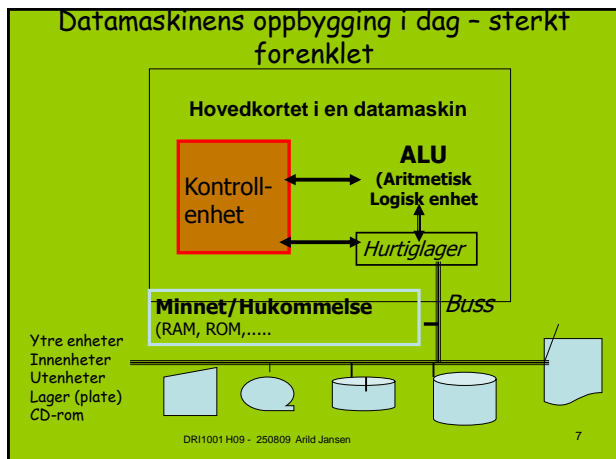 Datamaskinens oppbygging i dag – sterkt
forenklet
Hovedkortet i en datamaskin
Kontroll-
enhet
ALU
(Aritmetisk
Logisk enhet
Hurtiglager
Minnet/Hukommelse
(RAM, ROM,.....
Buss
Ytre enheter
Innenheter
Utenheter
Lager (plate)
CD-rom
DRI1001 H09 - 250809 Arild Jansen
7